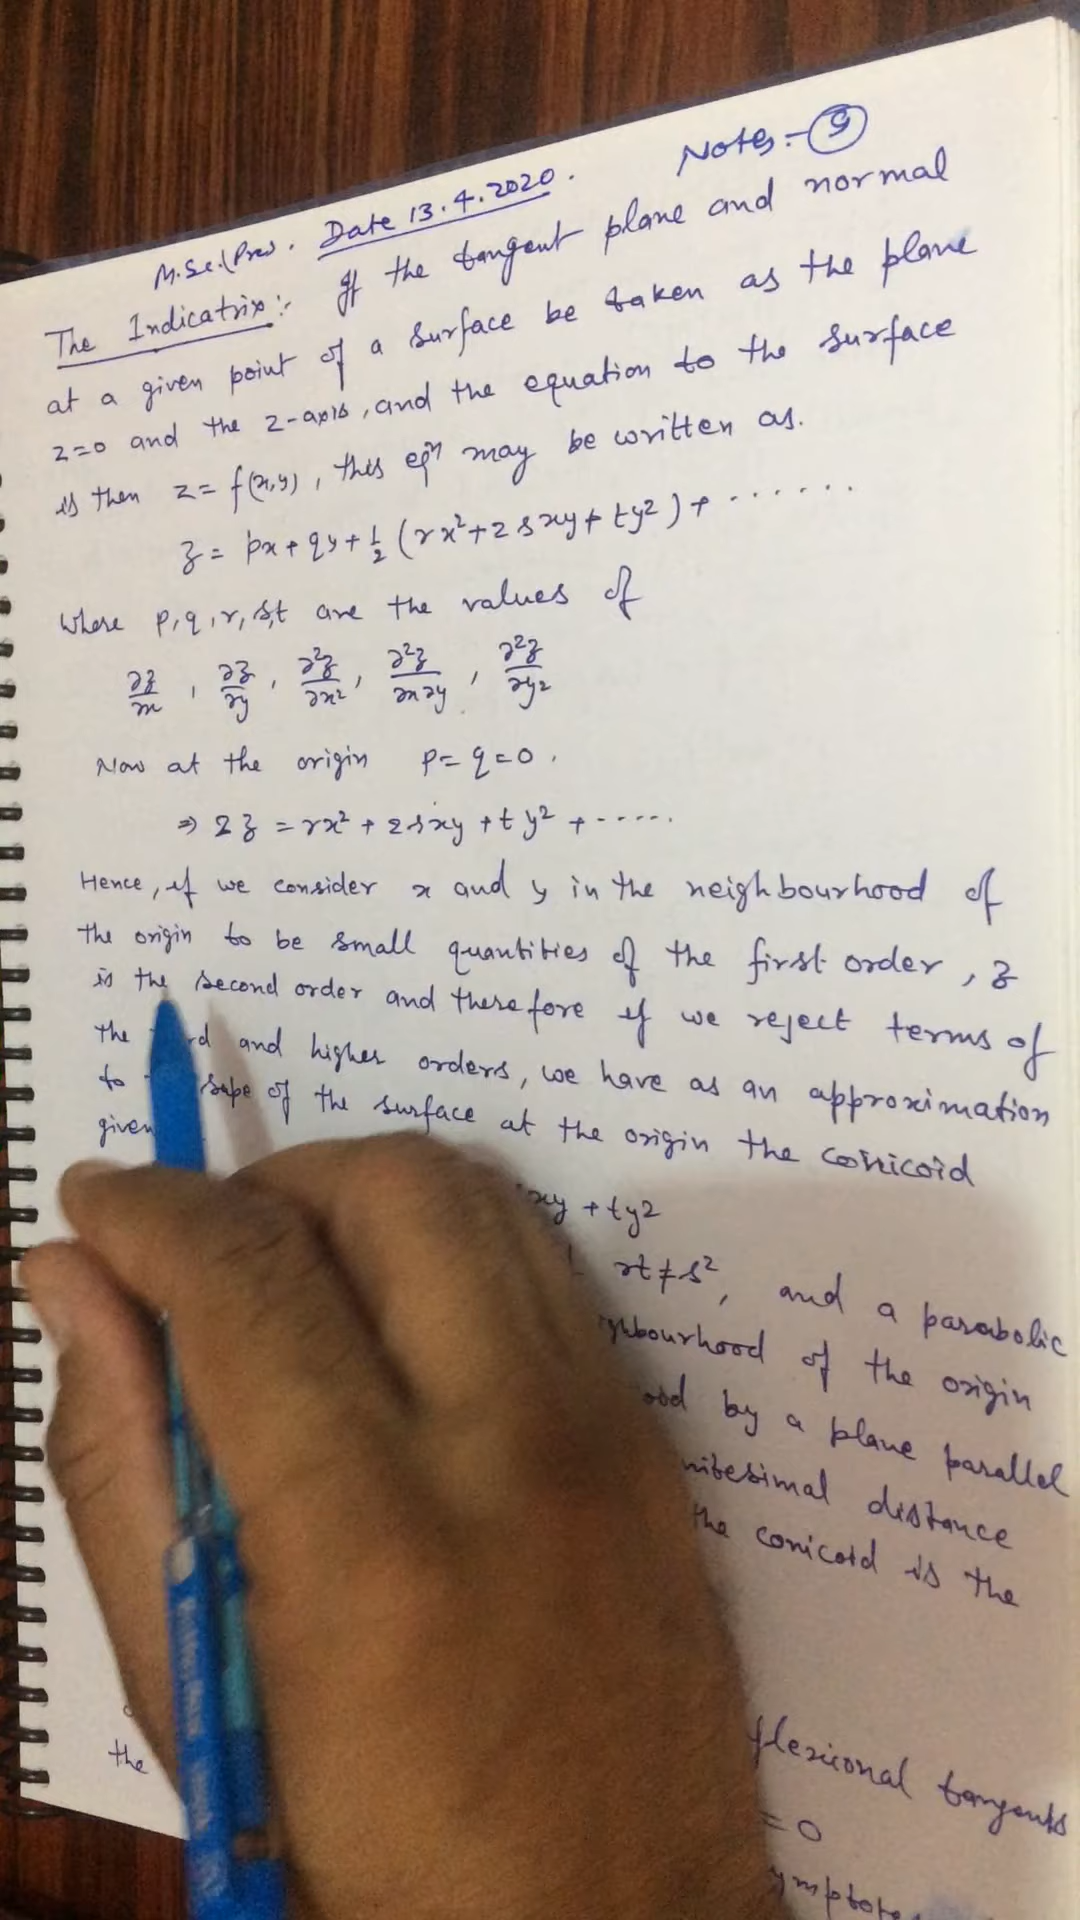 Notes:- 9
M.Sc.(Prev. Date 13.4.2020.
The Indicatrix:- If the tangent plane and normal
at a given point of a surface be taken as the plane
z=0 and the z-axis, and the equation to the surface
is then z= f(x,y), this eqn may be written as.
z = px + qy + 1/2 (rx² + 2sxy + ty²) + ......
where p,q,r,s,t are the values of
∂z/∂x, ∂z/∂y, ∂²z/∂x², ∂²z/∂x∂y, ∂²z/∂y²
Now at the origin p = q = 0.
⇒ 2z = rx² + 2sxy + ty² + .....
Hence, if we consider x and y in the neighbourhood of
the origin to be small quantities of the first order, z
is the second order and therefore if we reject terms of
the and higher orders, we have as an approximation
to of the surface at the origin the conicoid
given
xy + ty2
rt≠s², and a parabolic
of the origin
by a plane parallel
distance
the conicoid is the
the
tangents
= 0